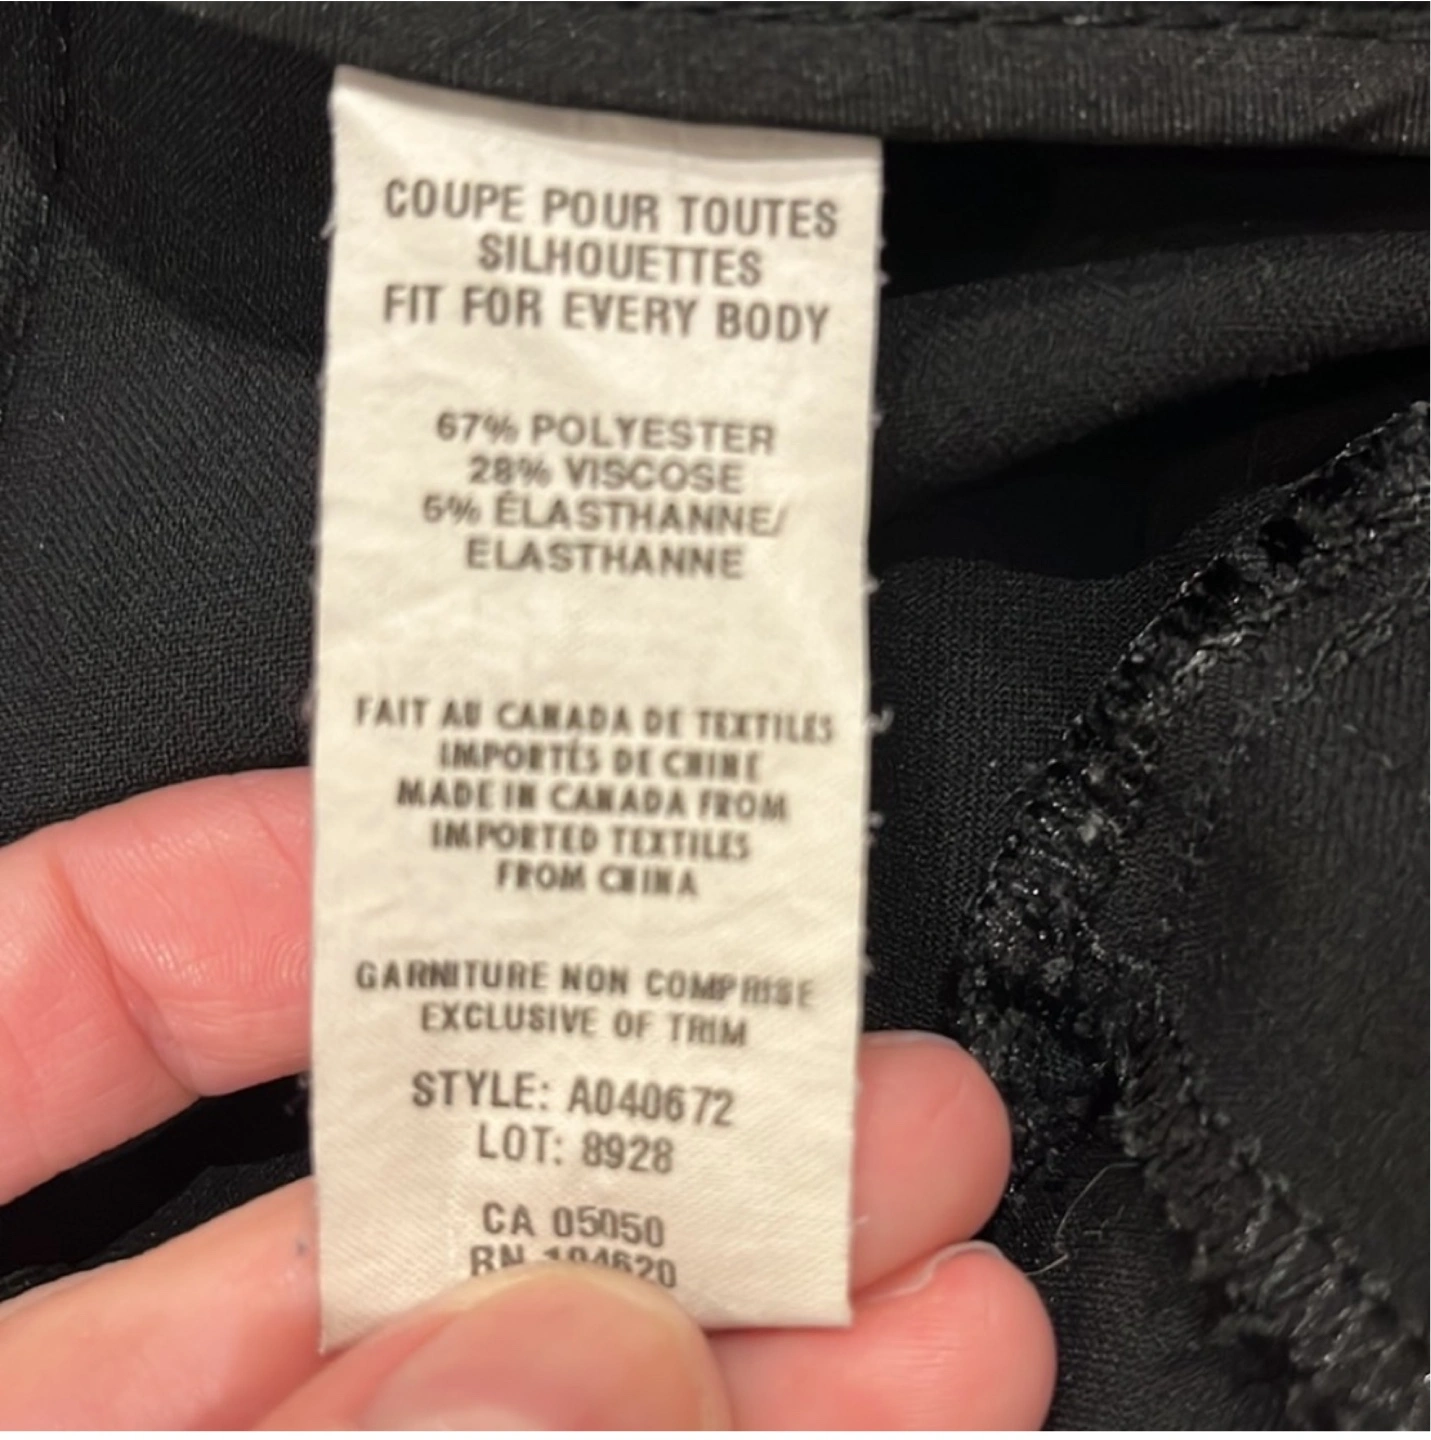 COUPE POUR TOUTES
SILHOUETTES
FIT FOR EVERY BODY
67% POLYESTER
28% VISCOSE
5% ÉLASTHANNE/
ELASTHANNE
FAIT AU CANADA DE TEXTILES
IMPORTÉS DE CHINE
MADE IN CANADA FROM
IMPORTED TEXTILES
FROM CHINA
GARNITURE NON COMPRISE
EXCLUSIVE OF TRIM
STYLE: A040672
LOT: 8928
CA 05050
RN 104620